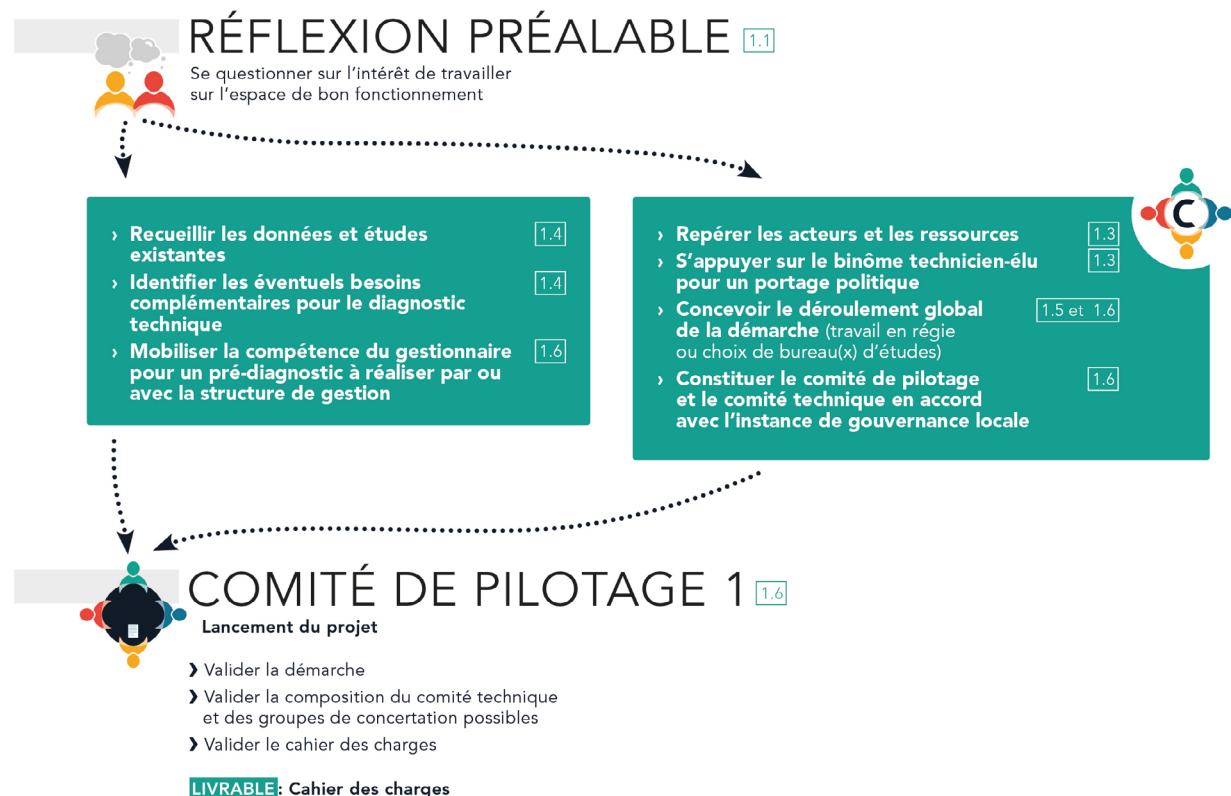 RÉFLEXION PRÉALABLE 1.1
Se questionner sur l’intérêt de travailler
sur l’espace de bon fonctionnement
› Recueillir les données et études 1.4
existantes
› Identifier les éventuels besoins 1.4
complémentaires pour le diagnostic
technique
› Mobiliser la compétence du gestionnaire 1.6
pour un pré-diagnostic à réaliser par ou
avec la structure de gestion
C
› Repérer les acteurs et les ressources 1.3
› S’appuyer sur le binôme technicien-élu 1.3
pour un portage politique
› Concevoir le déroulement global 1.5 et 1.6
de la démarche (travail en régie
ou choix de bureau(x) d’études)
› Constituer le comité de pilotage 1.6
et le comité technique en accord
avec l’instance de gouvernance locale
COMITÉ DE PILOTAGE 1 1.6
Lancement du projet
❯ Valider la démarche
❯ Valider la composition du comité technique
et des groupes de concertation possibles
❯ Valider le cahier des charges
LIVRABLE : Cahier des charges